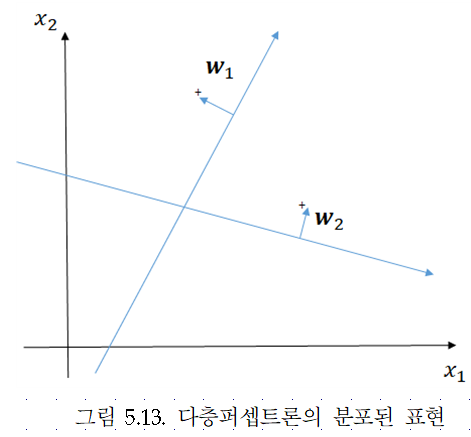 x₂
w₁
+
+
w₂
x₁
그림 5.13. 다층퍼셉트론의 분포된 표현